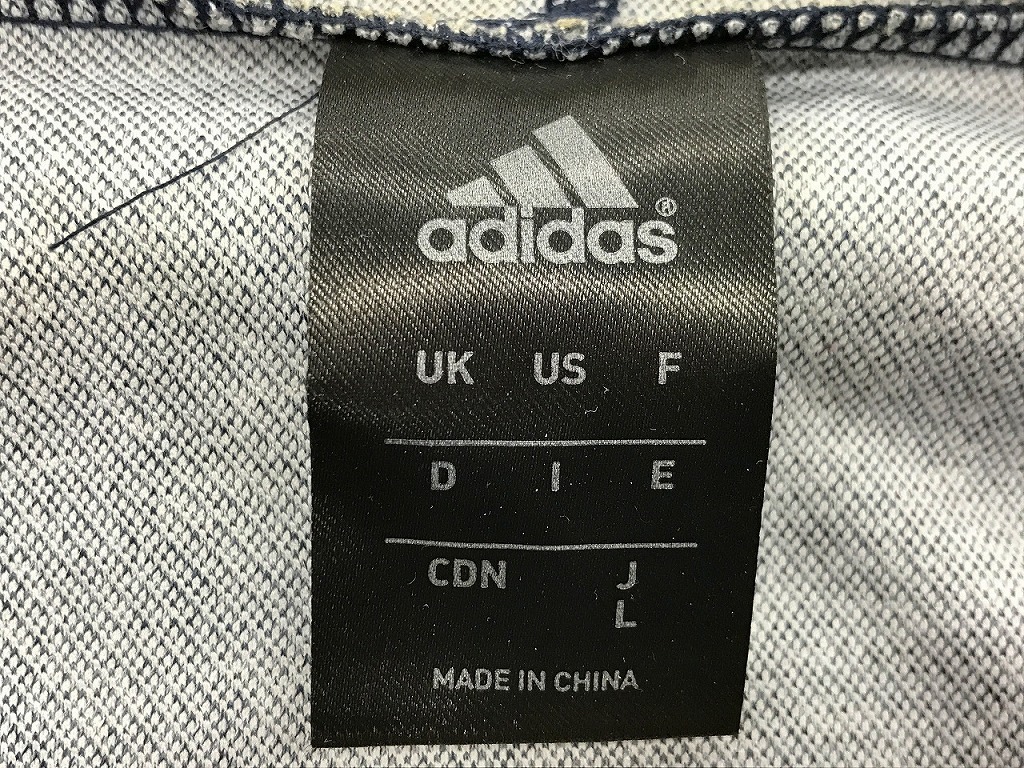 adidas®
UK US F
D I E
CDN J
L
MADE IN CHINA